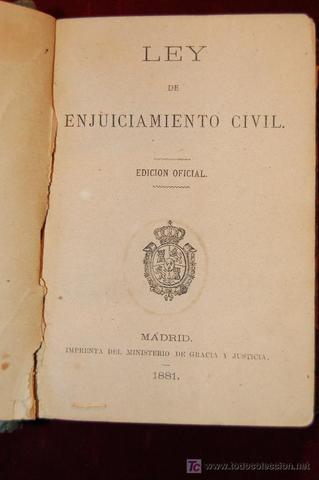 LEY
DE
ENJUICIAMIENTO CIVIL.
EDICION OFICIAL.
MADRID.
IMPRENTA DEL MINISTERIO DE GRACIA Y JUSTICIA.
1881.
www.todocoleccion.net